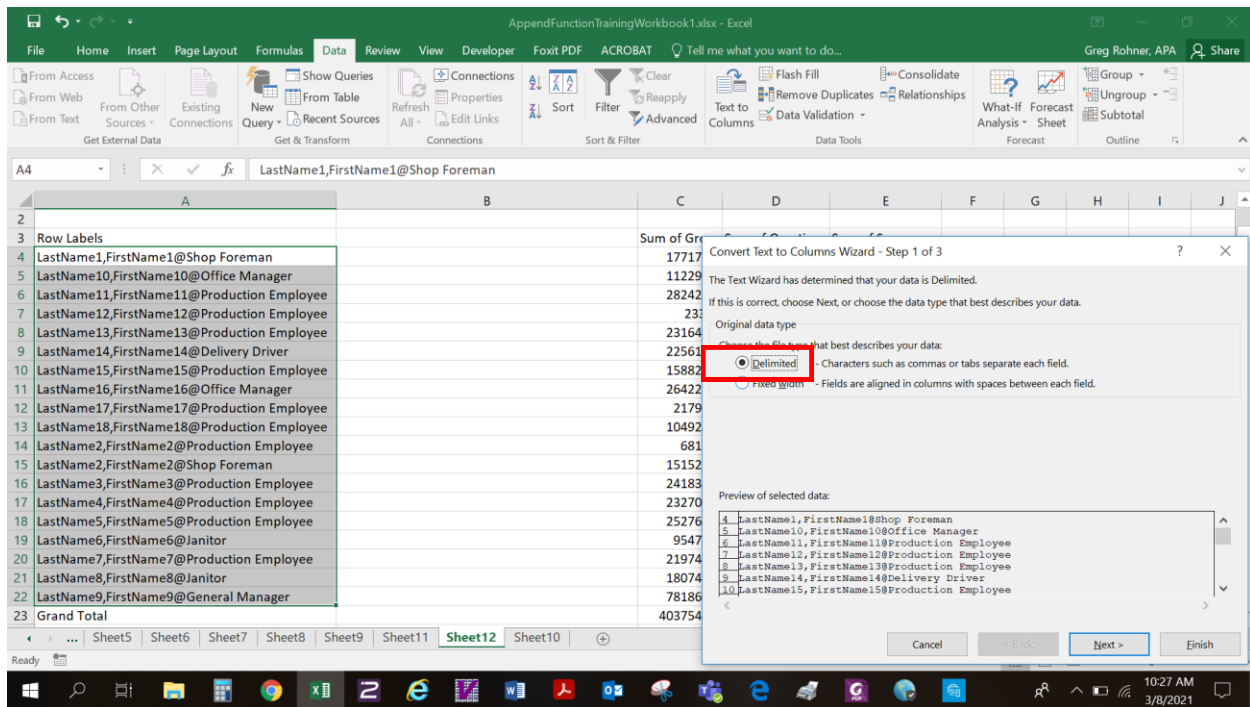 AppendFunctionTrainingWorkbook1.xlsx - Excel
File Home Insert Page Layout Formulas Data Review View Developer Foxit PDF ACROBAT Tell me what you want to do... Greg Rohner, APA Share
From Access
From Web
From Text
From Other Sources
Existing Connections
Get External Data
New Query
Show Queries
From Table
Recent Sources
Get & Transform
Refresh All
Connections
Properties
Edit Links
Connections
Sort
Filter
Clear
Reapply
Advanced
Sort & Filter
Text to Columns
Flash Fill
Remove Duplicates
Data Validation
Consolidate
Relationships
Data Tools
What-If Analysis
Forecast Sheet
Forecast
Group
Ungroup
Subtotal
Outline
A4 fx LastName1,FirstName1@Shop Foreman
A B C D E F G H I J
2
3 Row Labels Sum of Gro
4 LastName1,FirstName1@Shop Foreman 17717
5 LastName10,FirstName10@Office Manager 11229
6 LastName11,FirstName11@Production Employee 28242
7 LastName12,FirstName12@Production Employee 233
8 LastName13,FirstName13@Production Employee 23164
9 LastName14,FirstName14@Delivery Driver 22561
10 LastName15,FirstName15@Production Employee 15882
11 LastName16,FirstName16@Office Manager 26422
12 LastName17,FirstName17@Production Employee 2179
13 LastName18,FirstName18@Production Employee 10492
14 LastName2,FirstName2@Production Employee 681
15 LastName2,FirstName2@Shop Foreman 15152
16 LastName3,FirstName3@Production Employee 24183
17 LastName4,FirstName4@Production Employee 23270
18 LastName5,FirstName5@Production Employee 25276
19 LastName6,FirstName6@Janitor 9547
20 LastName7,FirstName7@Production Employee 21974
21 LastName8,FirstName8@Janitor 18074
22 LastName9,FirstName9@General Manager 78186
23 Grand Total 403754
Convert Text to Columns Wizard - Step 1 of 3 ?
The Text Wizard has determined that your data is Delimited.
If this is correct, choose Next, or choose the data type that best describes your data.
Original data type
Choose the file type that best describes your data:
Delimited - Characters such as commas or tabs separate each field.
Fixed width - Fields are aligned in columns with spaces between each field.
Preview of selected data:
4 LastName1,FirstName1@Shop Foreman
5 LastName10,FirstName10@Office Manager
6 LastName11,FirstName11@Production Employee
7 LastName12,FirstName12@Production Employee
8 LastName13,FirstName13@Production Employee
9 LastName14,FirstName14@Delivery Driver
10 LastName15,FirstName15@Production Employee
Cancel < Back Next > Finish
... Sheet5 Sheet6 Sheet7 Sheet8 Sheet9 Sheet11 Sheet12 Sheet10
Ready
10:27 AM
3/8/2021